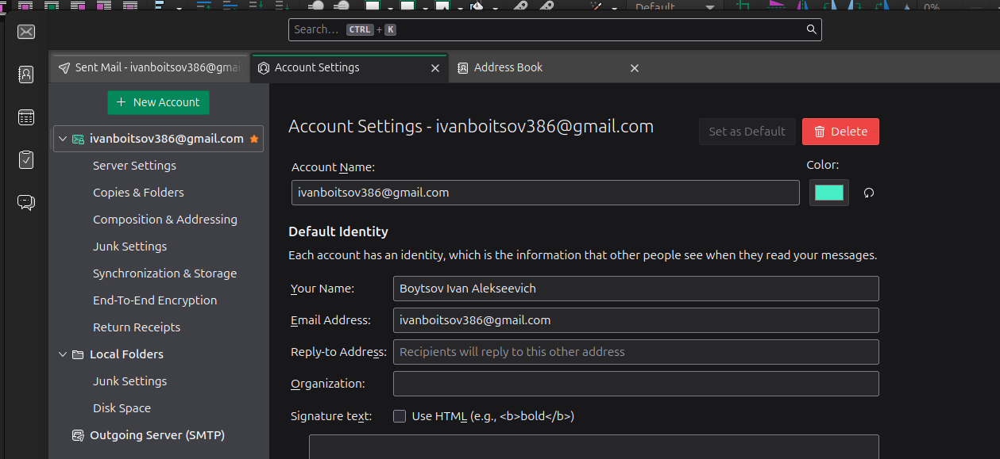 Default
0%
Search... CTRL + K
Sent Mail - ivanboitsov386@gmai
Account Settings
Address Book
+ New Account
ivanboitsov386@gmail.com
Server Settings
Copies & Folders
Composition & Addressing
Junk Settings
Synchronization & Storage
End-To-End Encryption
Return Receipts
Local Folders
Junk Settings
Disk Space
Outgoing Server (SMTP)
Account Settings - ivanboitsov386@gmail.com
Set as Default
Delete
Account Name:
Color:
ivanboitsov386@gmail.com
Default Identity
Each account has an identity, which is the information that other people see when they read your messages.
Your Name: Boytsov Ivan Alekseevich
Email Address: ivanboitsov386@gmail.com
Reply-to Address: Recipients will reply to this other address
Organization:
Signature text: Use HTML (e.g., <b>bold</b>)